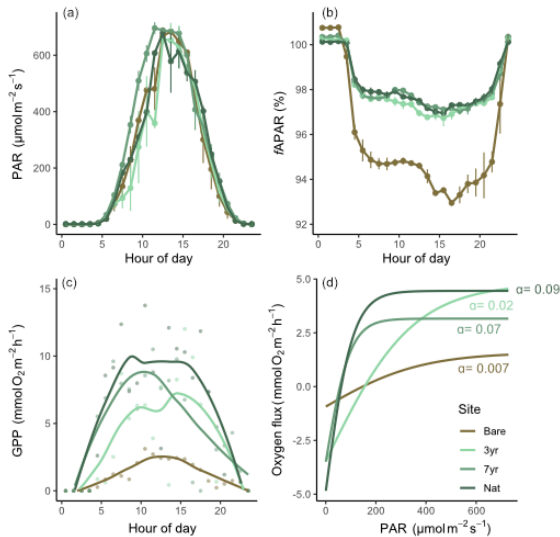 (a)
PAR (µmol m⁻² s⁻¹)
600
400
200
0
0 5 10 15 20
Hour of day
(b)
fAPAR (%)
100
98
96
94
92
0 5 10 15 20
Hour of day
(c)
GPP (mmol O₂ m⁻² h⁻¹)
15
10
5
0
0 5 10 15 20
Hour of day
(d)
Oxygen flux (mmol O₂ m⁻² h⁻¹)
5.0
2.5
0.0
-2.5
-5.0
0 200 400 600
PAR (µmol m⁻² s⁻¹)
α= 0.09
α= 0.02
α= 0.07
α= 0.007
Site
Bare
3yr
7yr
Nat